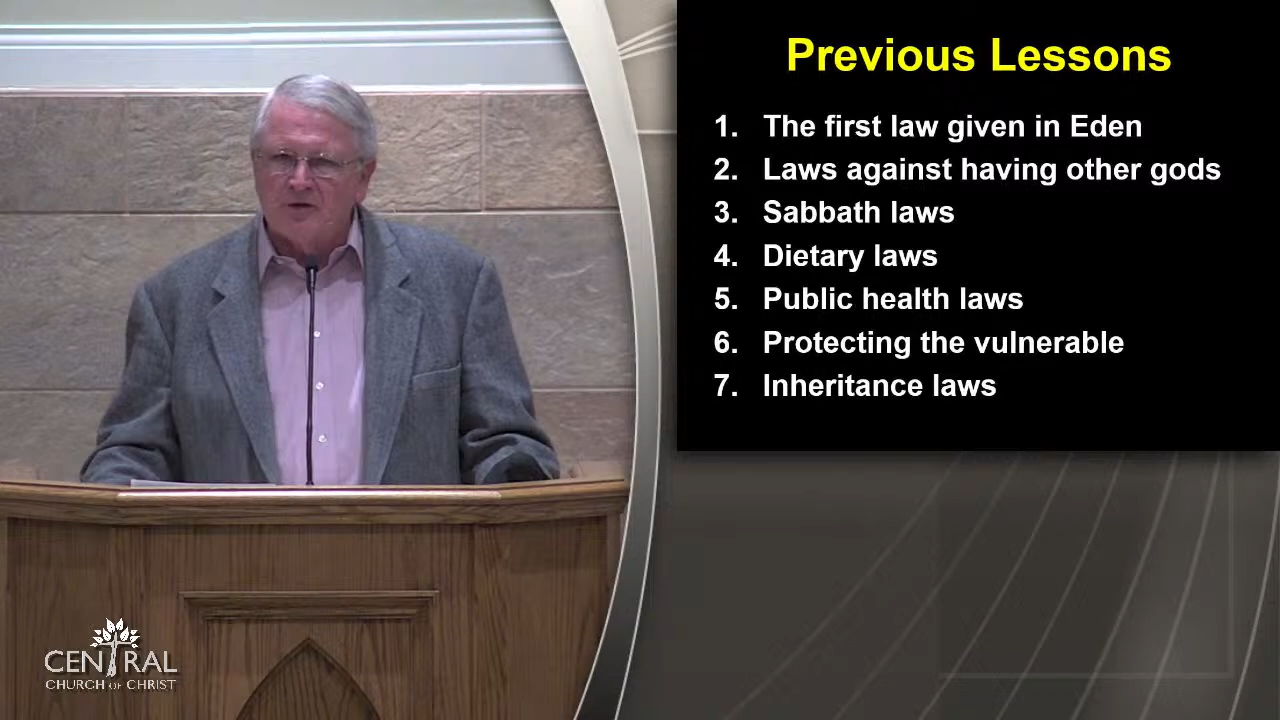 Previous Lessons
1. The first law given in Eden
2. Laws against having other gods
3. Sabbath laws
4. Dietary laws
5. Public health laws
6. Protecting the vulnerable
7. Inheritance laws
CENTRAL
CHURCH OF CHRIST